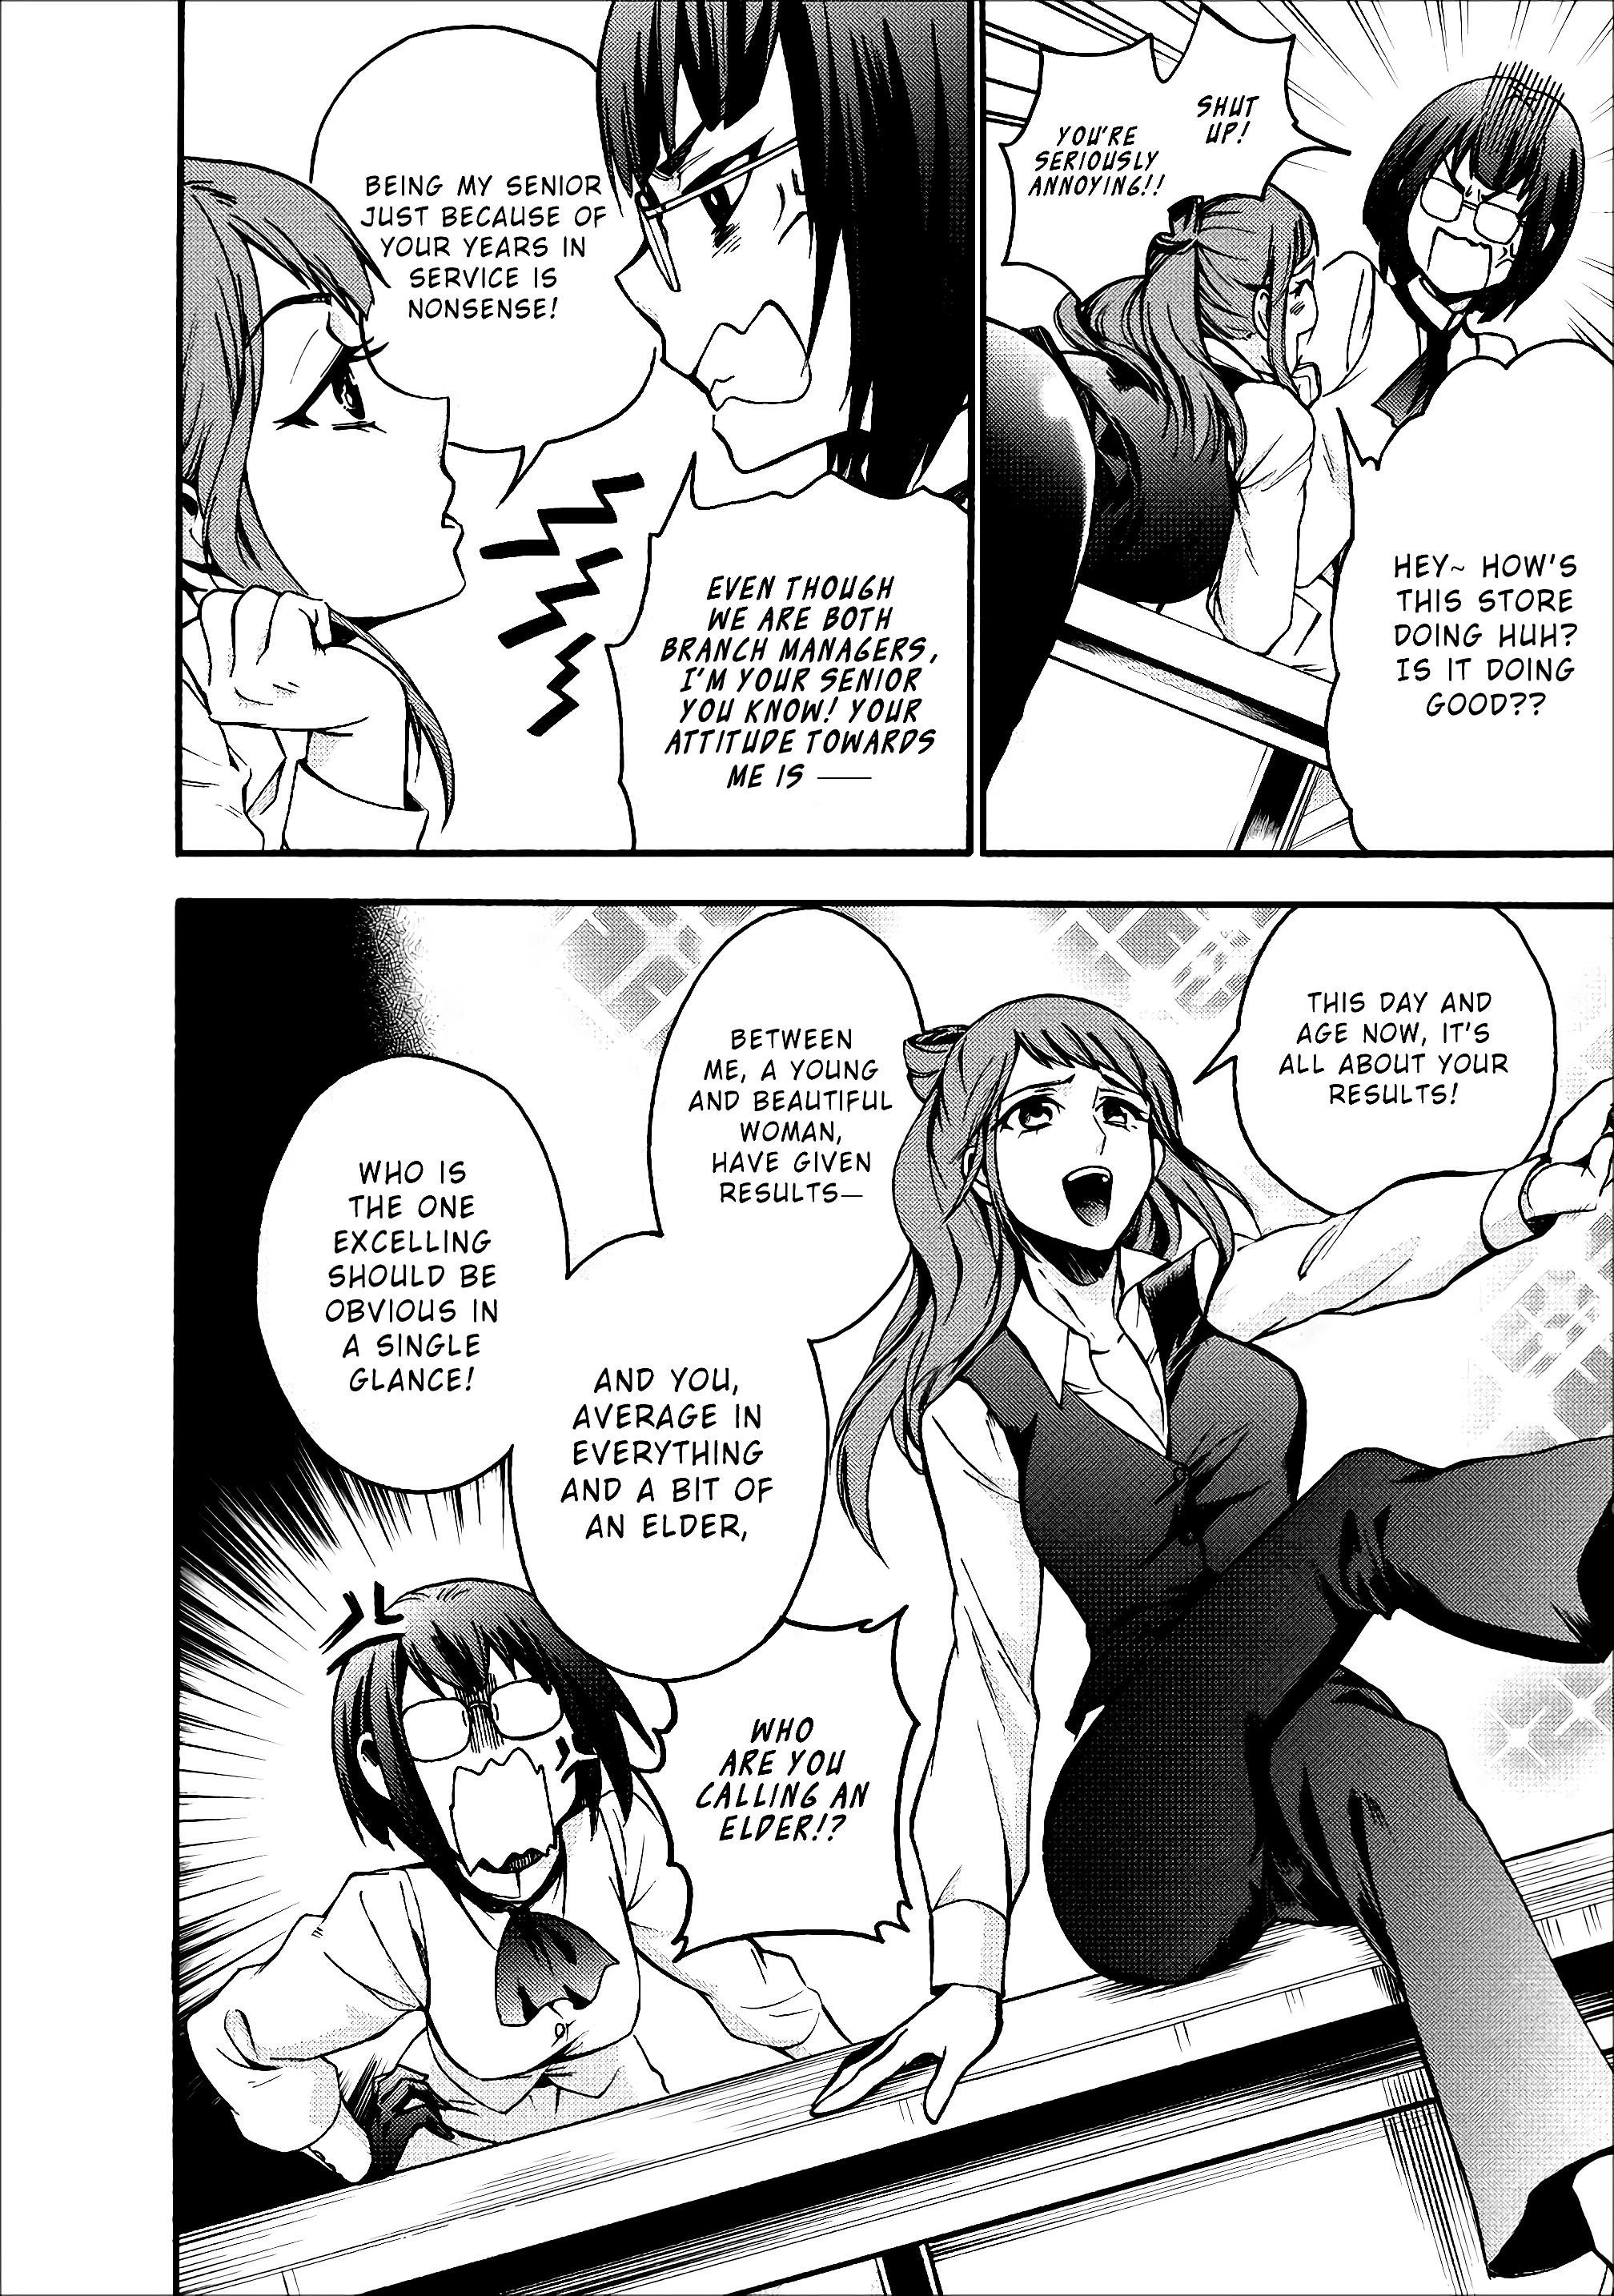 HEY~ HOW'S
THIS STORE
DOING HUH?
IS IT DOING
GOOD??
SHUT
UP!
YOU'RE
SERIOUSLY
ANNOYING!!
EVEN THOUGH
WE ARE BOTH
BRANCH MANAGERS,
I'M YOUR SENIOR
YOU KNOW! YOUR
ATTITUDE TOWARDS
ME IS ——
BEING MY SENIOR
JUST BECAUSE OF
YOUR YEARS IN
SERVICE IS
NONSENSE!
THIS DAY AND
AGE NOW, IT'S
ALL ABOUT YOUR
RESULTS!
BETWEEN
ME, A YOUNG
AND BEAUTIFUL
WOMAN,
HAVE GIVEN
RESULTS—
AND YOU,
AVERAGE IN
EVERYTHING
AND A BIT OF
AN ELDER,
WHO IS
THE ONE
EXCELLING
SHOULD BE
OBVIOUS IN
A SINGLE
GLANCE!
WHO
ARE YOU
CALLING AN
ELDER!?